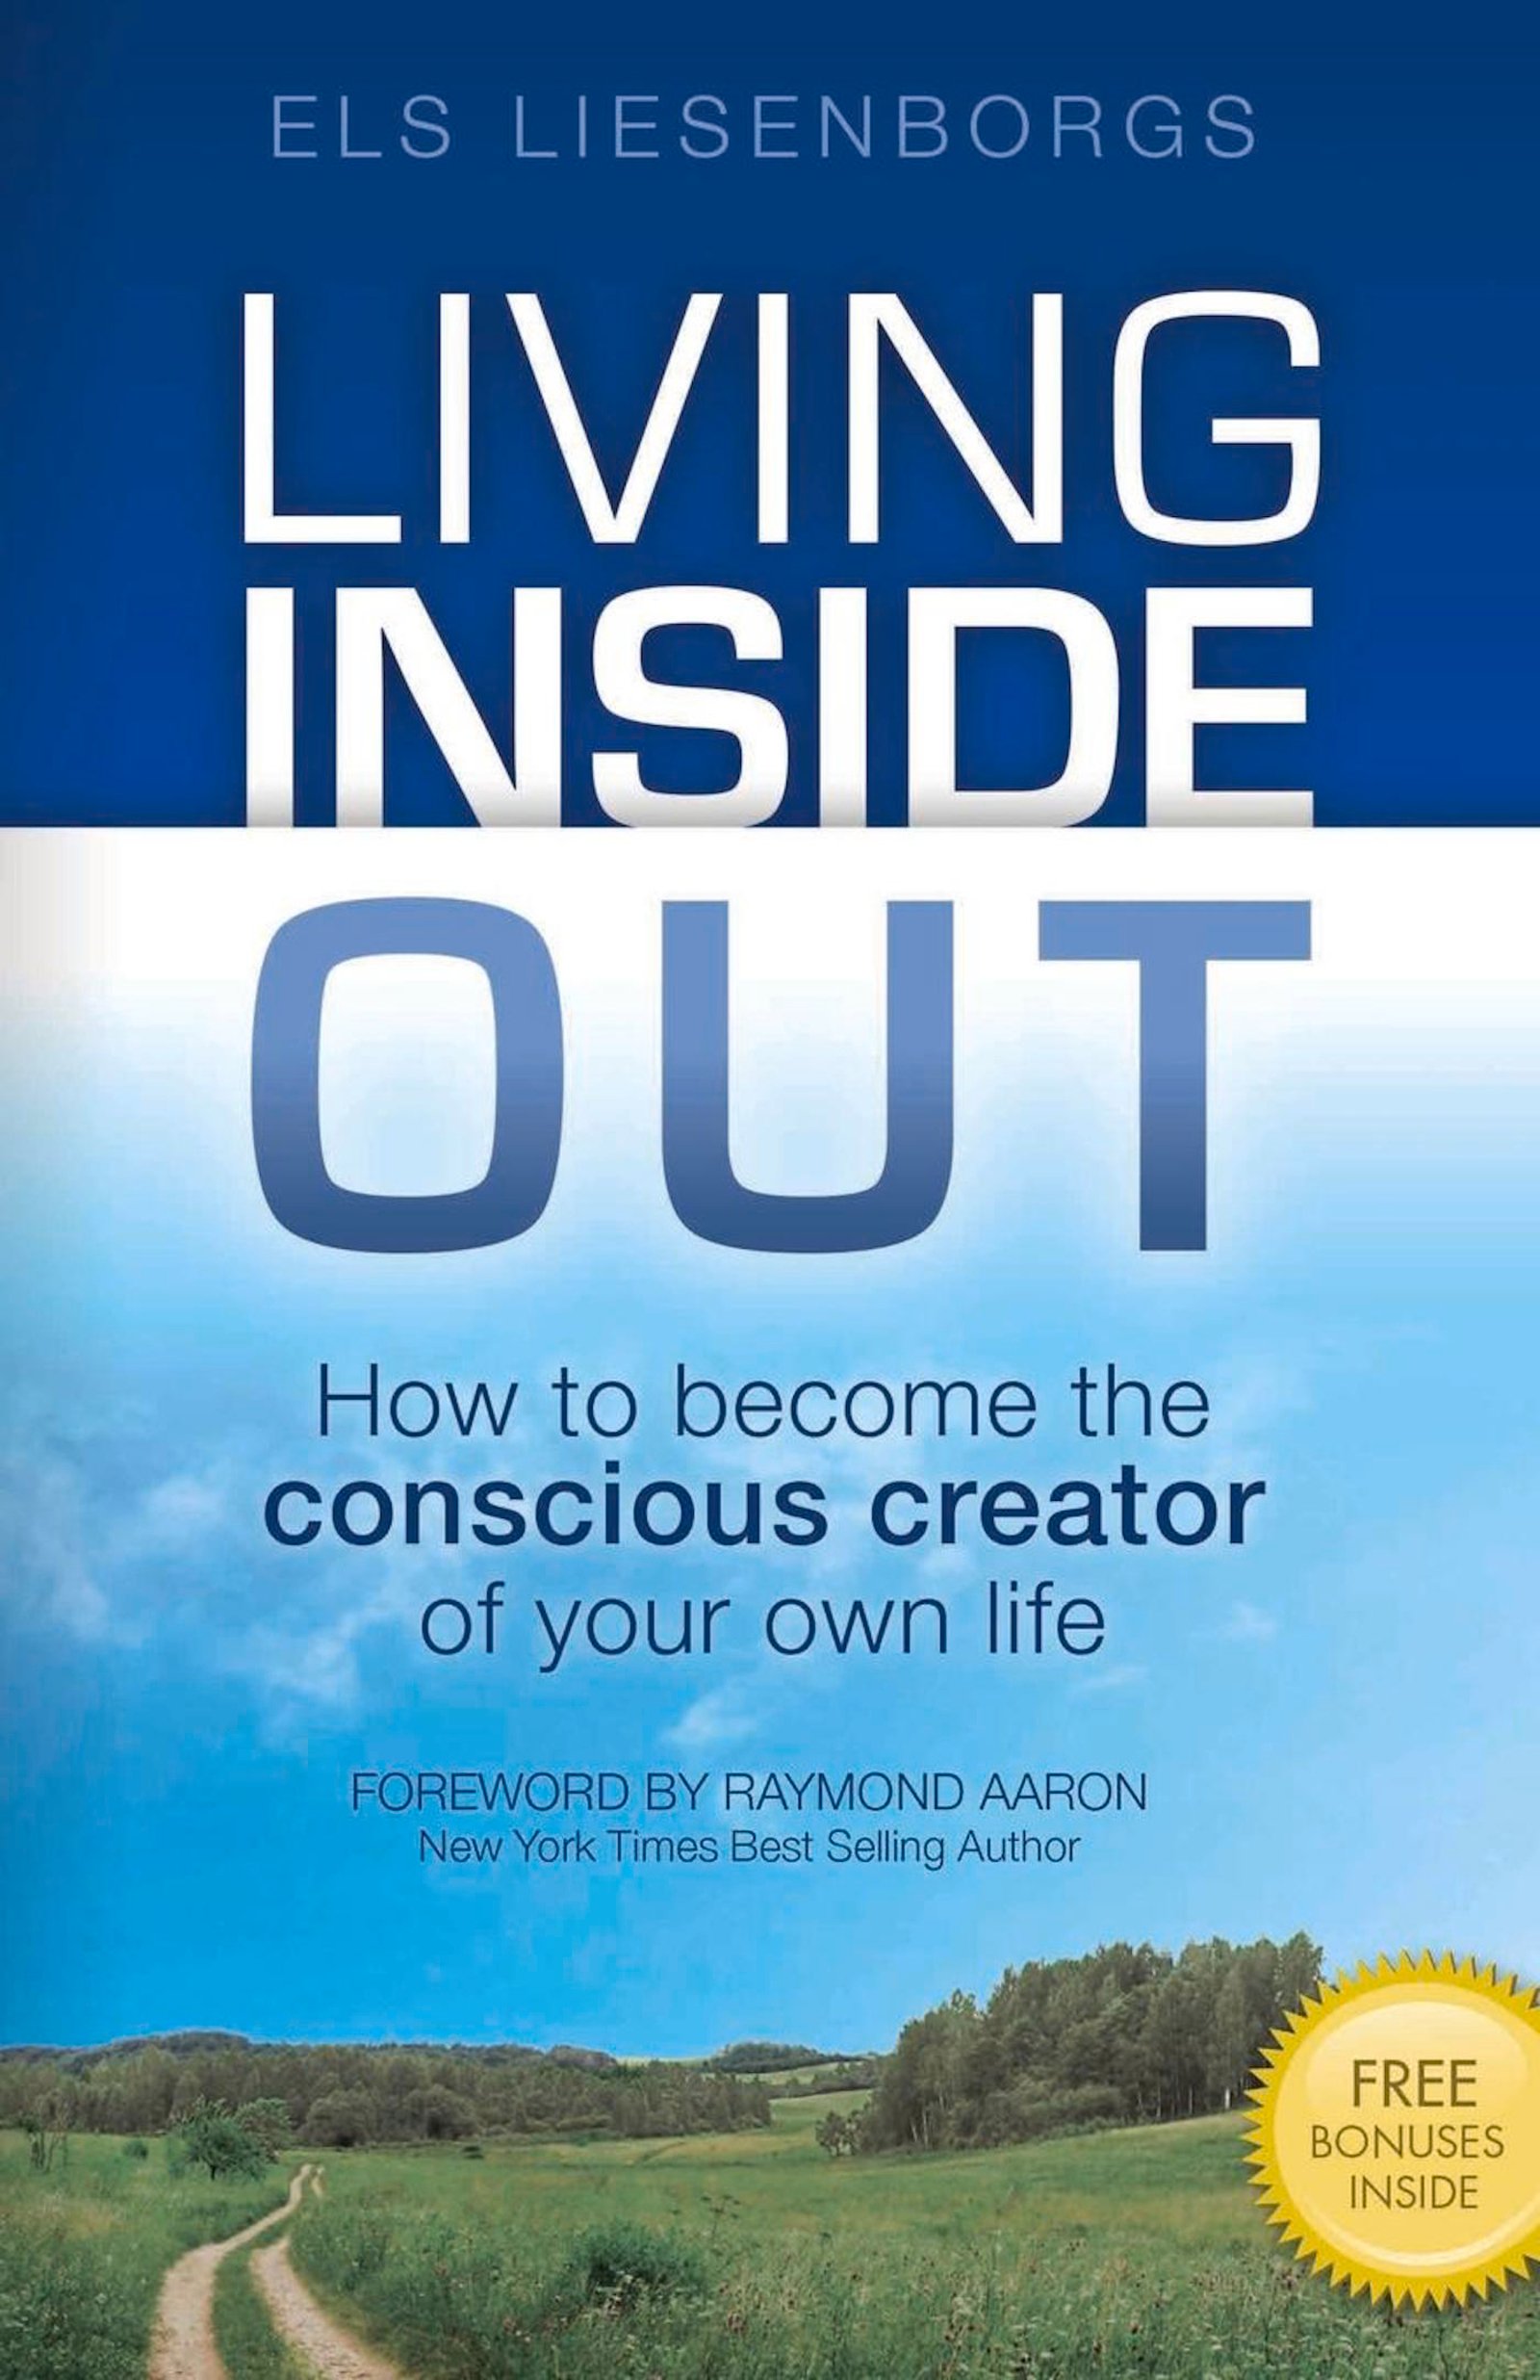 ELS LIESENBORGS
LIVING
INSIDE
OUT
How to become the
conscious creator
of your own life
FOREWORD BY RAYMOND AARON
New York Times Best Selling Author
FREE
BONUSES
INSIDE